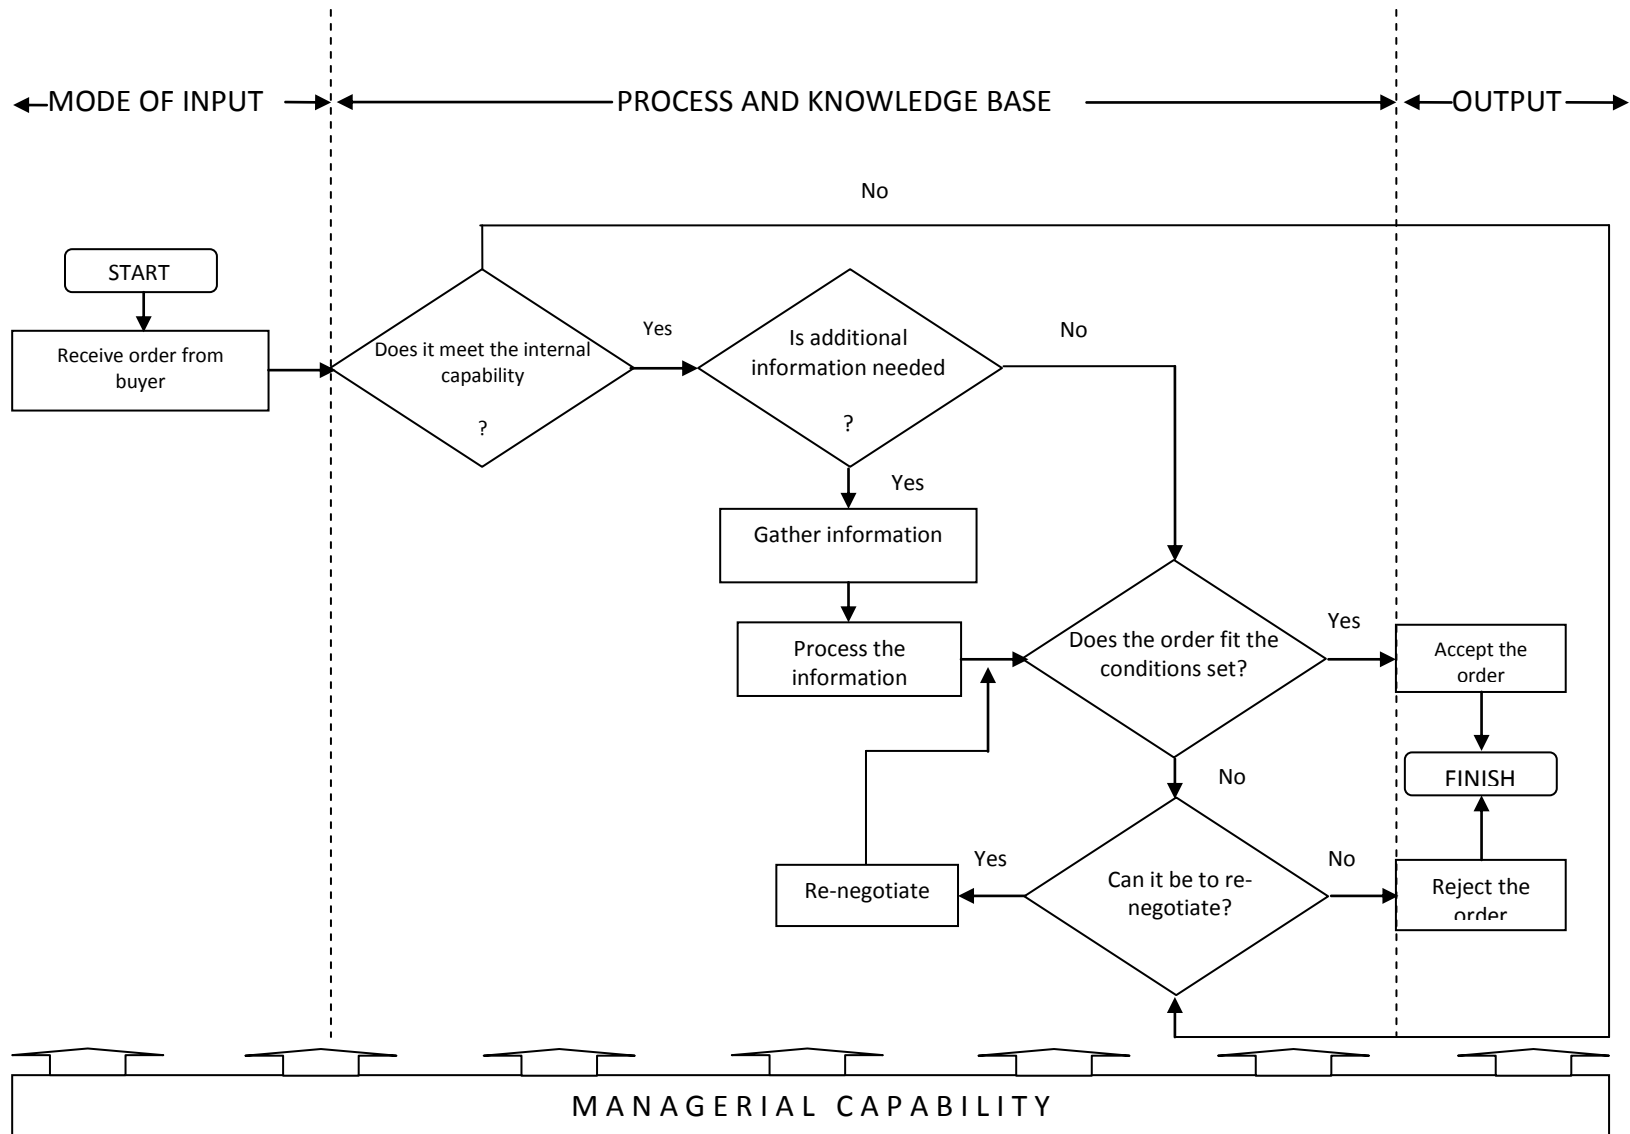 MODE OF INPUT
PROCESS AND KNOWLEDGE BASE
OUTPUT
No
START
Receive order from
buyer
Does it meet the internal
capability
?
Yes
Is additional
information needed
?
No
Yes
Gather information
Process the
information
Does the order fit the
conditions set?
Yes
Accept the
order
No
FINISH
Re-negotiate
Yes
Can it be to re-
negotiate?
No
Reject the
order
MANAGERIAL CAPABILITY